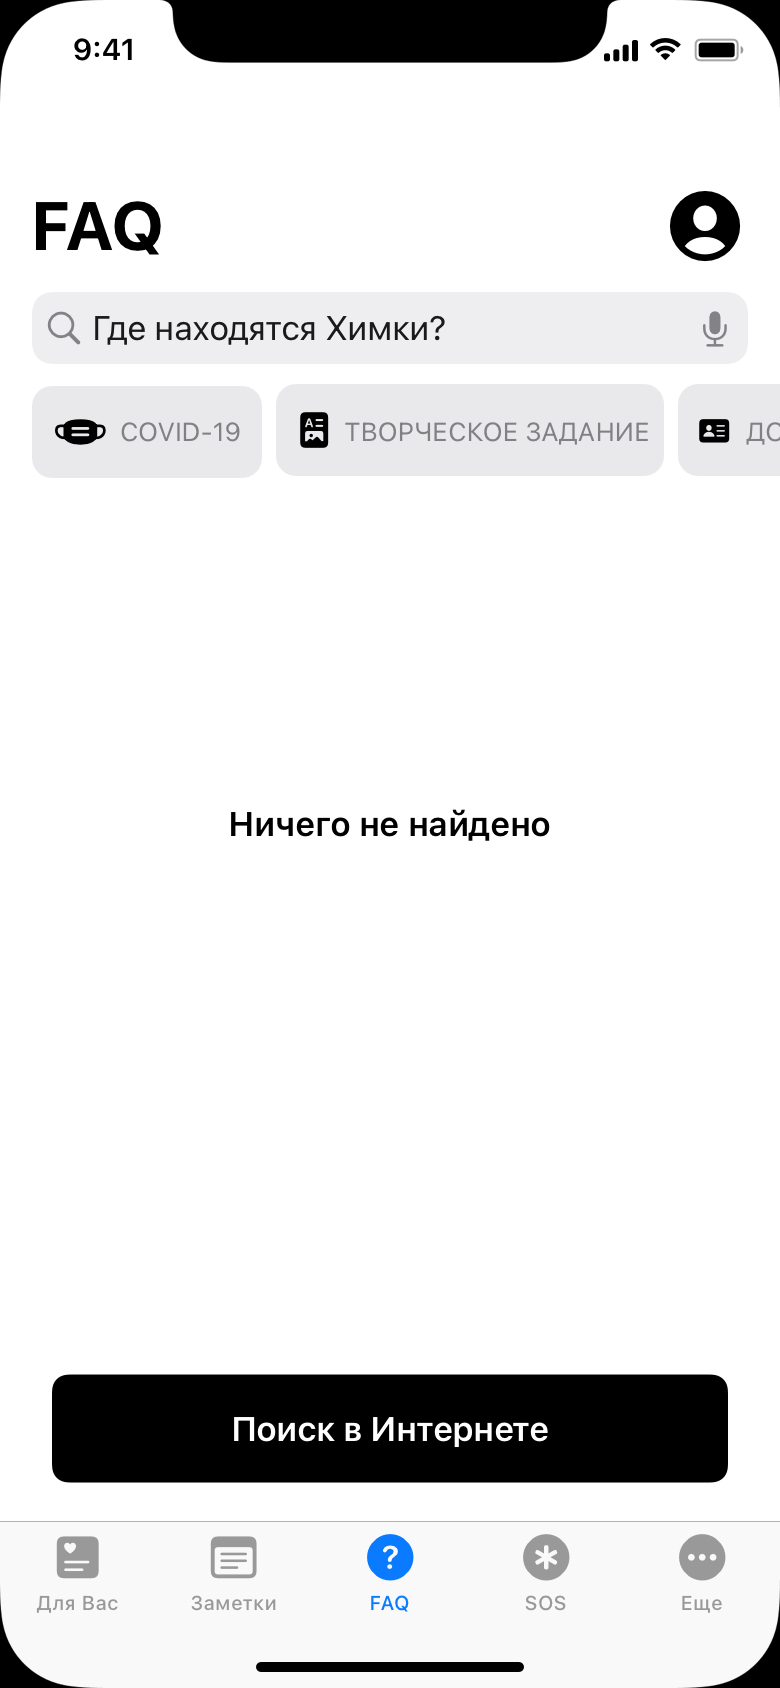 9:41
FAQ
Где находятся Химки?
COVID-19
ТВОРЧЕСКОЕ ЗАДАНИЕ
Ничего не найдено
Поиск в Интернете
Для Вас
Заметки
FAQ
SOS
Еще